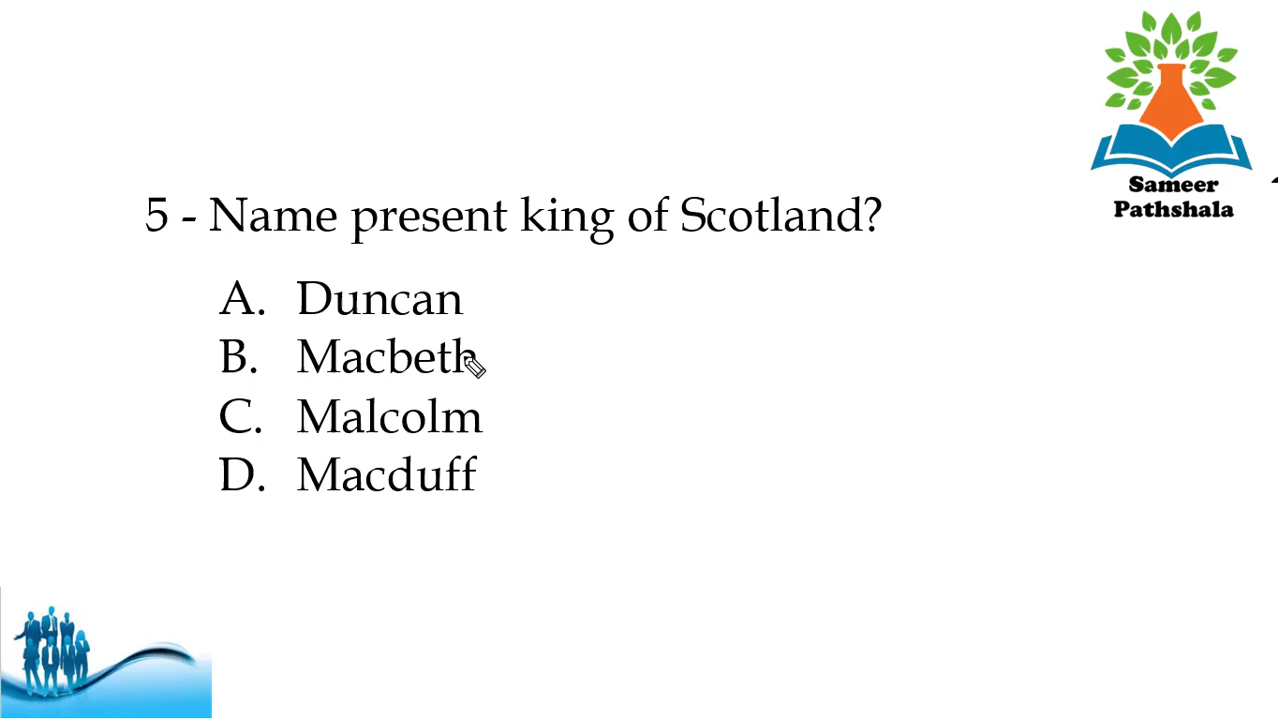 Sameer
Pathshala
5 - Name present king of Scotland?
A. Duncan
B. Macbeth
C. Malcolm
D. Macduff